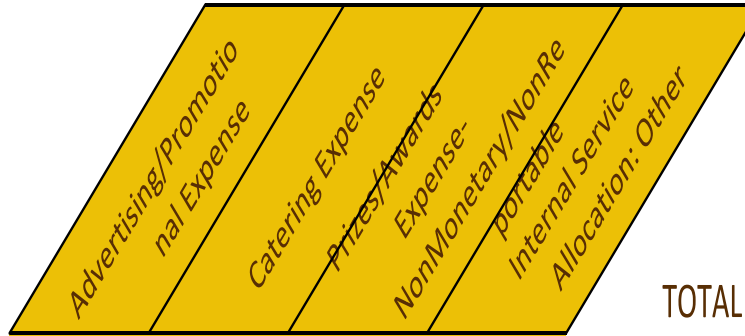 Advertising/Promotio
nal Expense
Catering Expense
Prizes/Awards
Expense-
NonMonetary/NonRe
portable
Internal Service
Allocation: Other
TOTAL